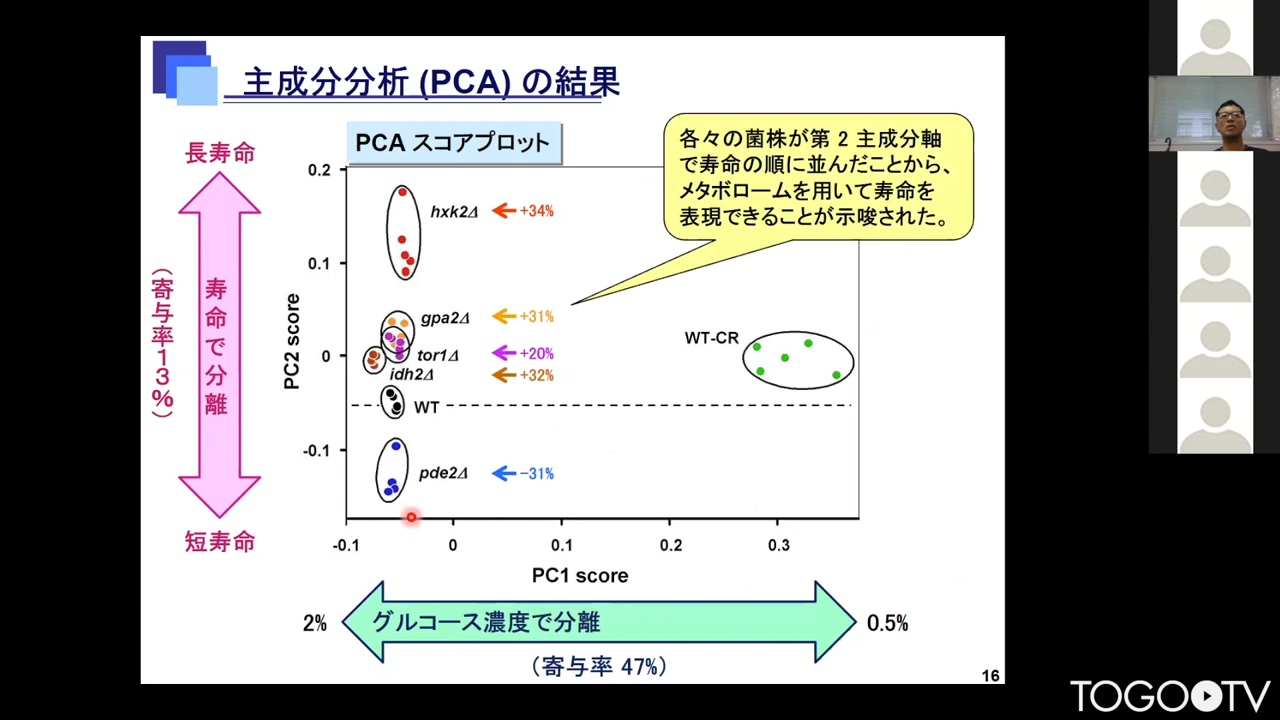 主成分分析 (PCA) の結果
PCA スコアプロット
各々の菌株が第 2 主成分軸
で寿命の順に並んだことから、
メタボロームを用いて寿命を
表現できることが示唆された。
長寿命
寿命で分離
(寄与率13%)
短寿命
PC2 score
0.2
0.1
0
-0.1
hxk2Δ
+34%
gpa2Δ
+31%
tor1Δ
+20%
idh2Δ
+32%
WT
pde2Δ
−31%
WT-CR
-0.1
0
0.1
0.2
0.3
PC1 score
2%
グルコース濃度で分離
0.5%
(寄与率 47%)
16
TOGO TV